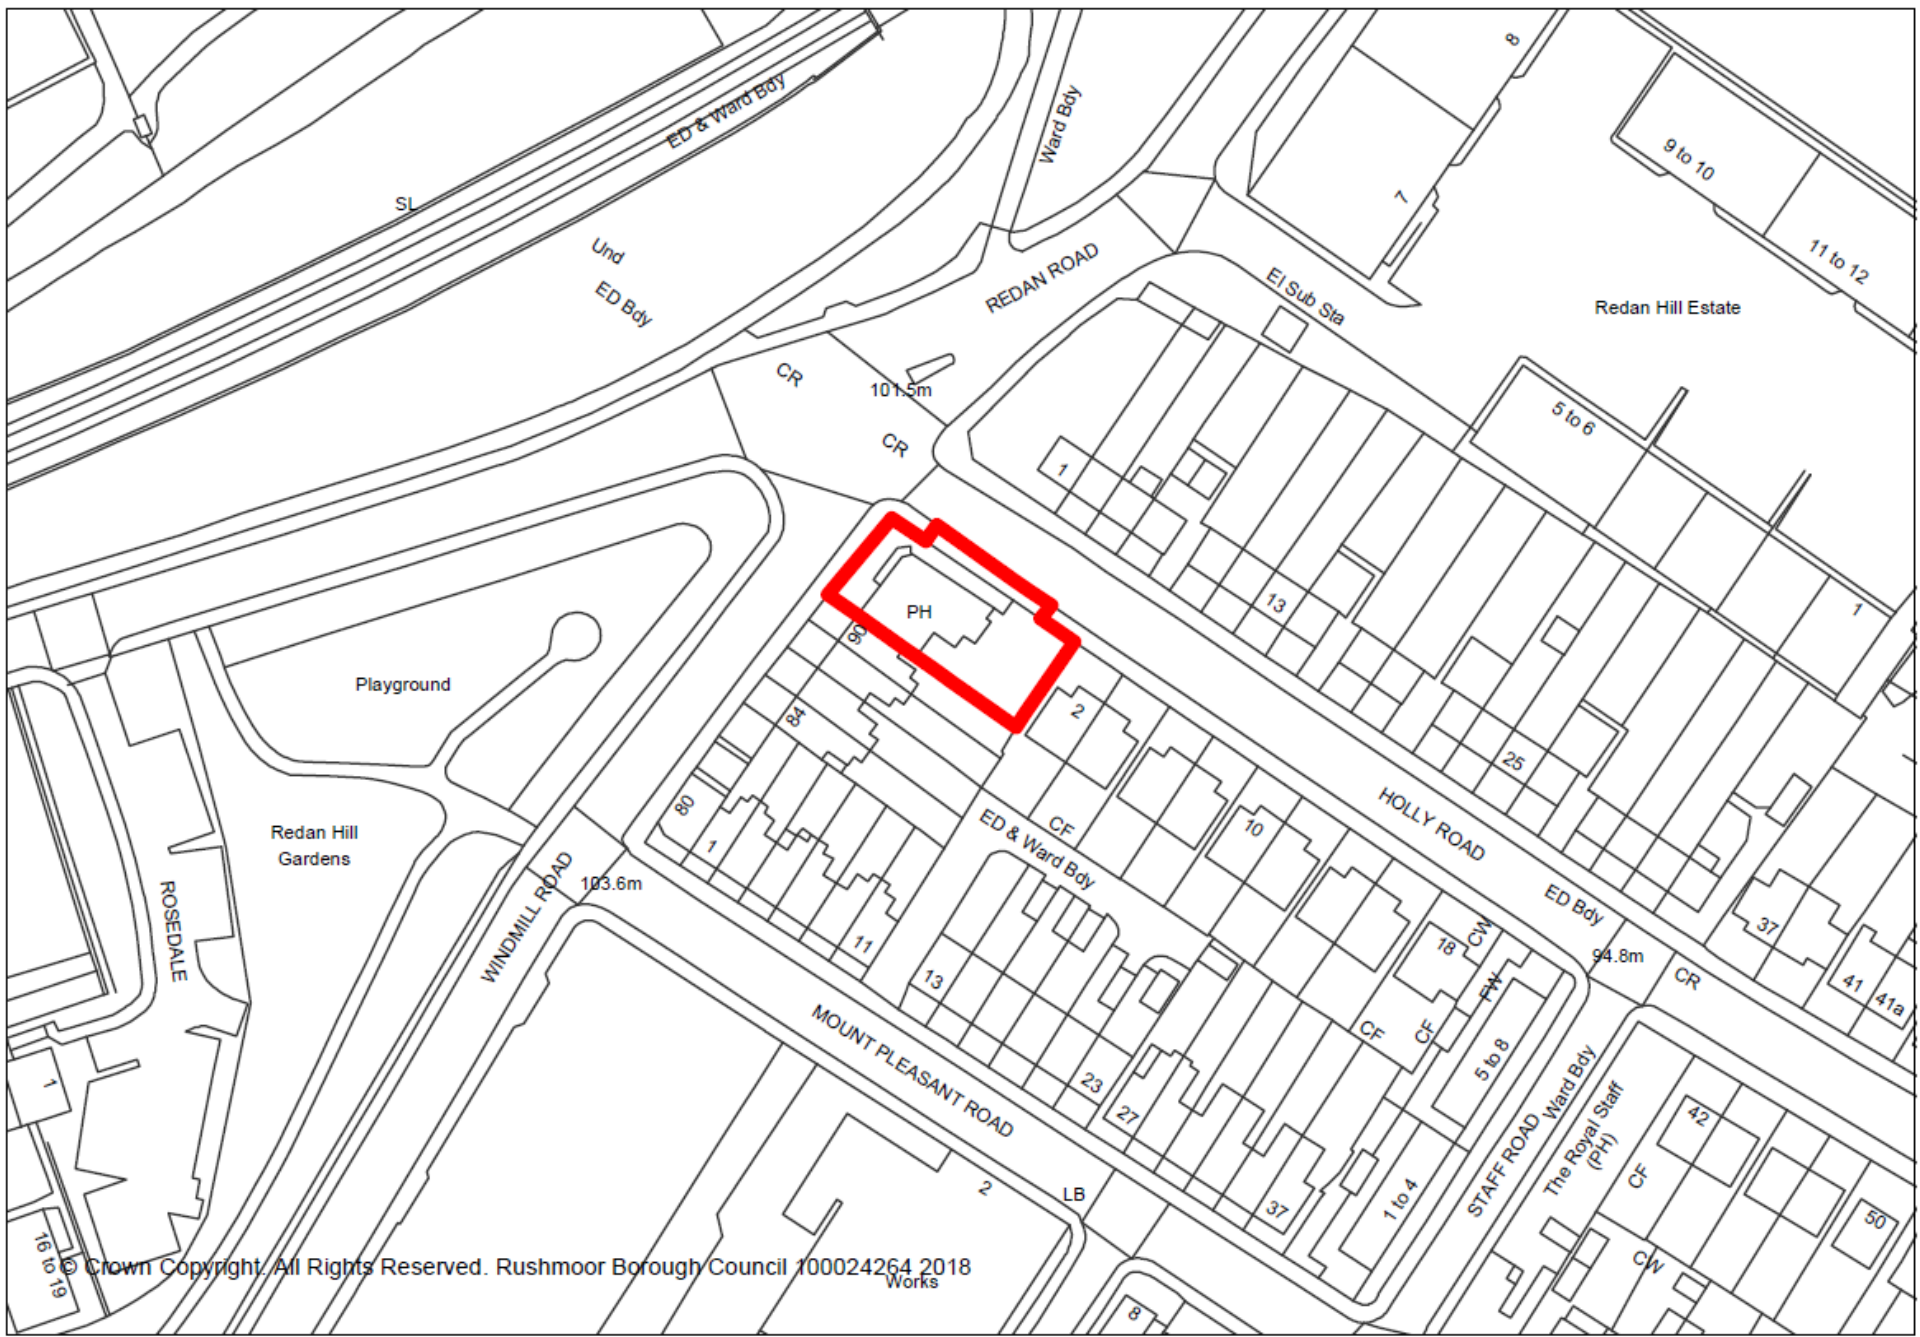 8
ED & Ward Bdy
Ward Bdy
9 to 10
7
SL
Und
11 to 12
REDAN ROAD
ED Bdy
El Sub Sta
Redan Hill Estate
CR
101.5m
5 to 6
CR
1
13
1
PH
90
Playground
2
84
25
80
CF
10
HOLLY ROAD
Redan Hill
Gardens
1
ED & Ward Bdy
103.6m
ROSEDALE
WINDMILL ROAD
ED Bdy
37
11
18
CW
94.8m
13
FW
CR
41
41a
MOUNT PLEASANT ROAD
CF
CF
5 to 8
1
23
27
Ward Bdy
42
The Royal Staff
(PH)
STAFF ROAD
CF
2
LB
37
1 to 4
50
16 to 19
© Crown Copyright. All Rights Reserved. Rushmoor Borough Council 100024264 2018
Works
CW
8